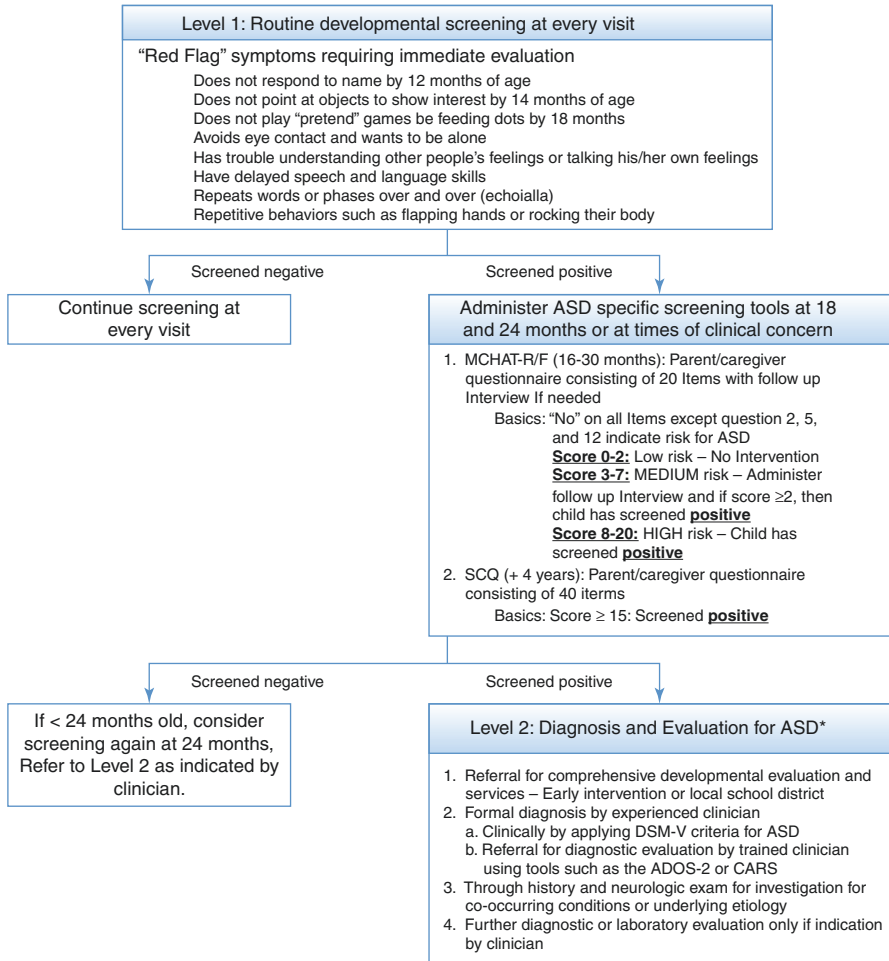 Level 1: Routine developmental screening at every visit
“Red Flag” symptoms requiring immediate evaluation
Does not respond to name by 12 months of age
Does not point at objects to show interest by 14 months of age
Does not play “pretend” games be feeding dots by 18 months
Avoids eye contact and wants to be alone
Has trouble understanding other people’s feelings or talking his/her own feelings
Have delayed speech and language skills
Repeats words or phases over and over (echoialla)
Repetitive behaviors such as flapping hands or rocking their body
Screened negative
Screened positive
Continue screening at
every visit
Administer ASD specific screening tools at 18
and 24 months or at times of clinical concern
1. MCHAT-R/F (16-30 months): Parent/caregiver
questionnaire consisting of 20 Items with follow up
Interview If needed
Basics: “No” on all Items except question 2, 5,
and 12 indicate risk for ASD
Score 0-2: Low risk – No Intervention
Score 3-7: MEDIUM risk – Administer
follow up Interview and if score ≥2, then
child has screened positive
Score 8-20: HIGH risk – Child has
screened positive
2. SCQ (+ 4 years): Parent/caregiver questionnaire
consisting of 40 iterms
Basics: Score ≥ 15: Screened positive
Screened negative
Screened positive
If < 24 months old, consider
screening again at 24 months,
Refer to Level 2 as indicated by
clinician.
Level 2: Diagnosis and Evaluation for ASD*
1. Referral for comprehensive developmental evaluation and
services – Early intervention or local school district
2. Formal diagnosis by experienced clinician
a. Clinically by applying DSM-V criteria for ASD
b. Referral for diagnostic evaluation by trained clinician
using tools such as the ADOS-2 or CARS
3. Through history and neurologic exam for investigation for
co-occurring conditions or underlying etiology
4. Further diagnostic or laboratory evaluation only if indication
by clinician